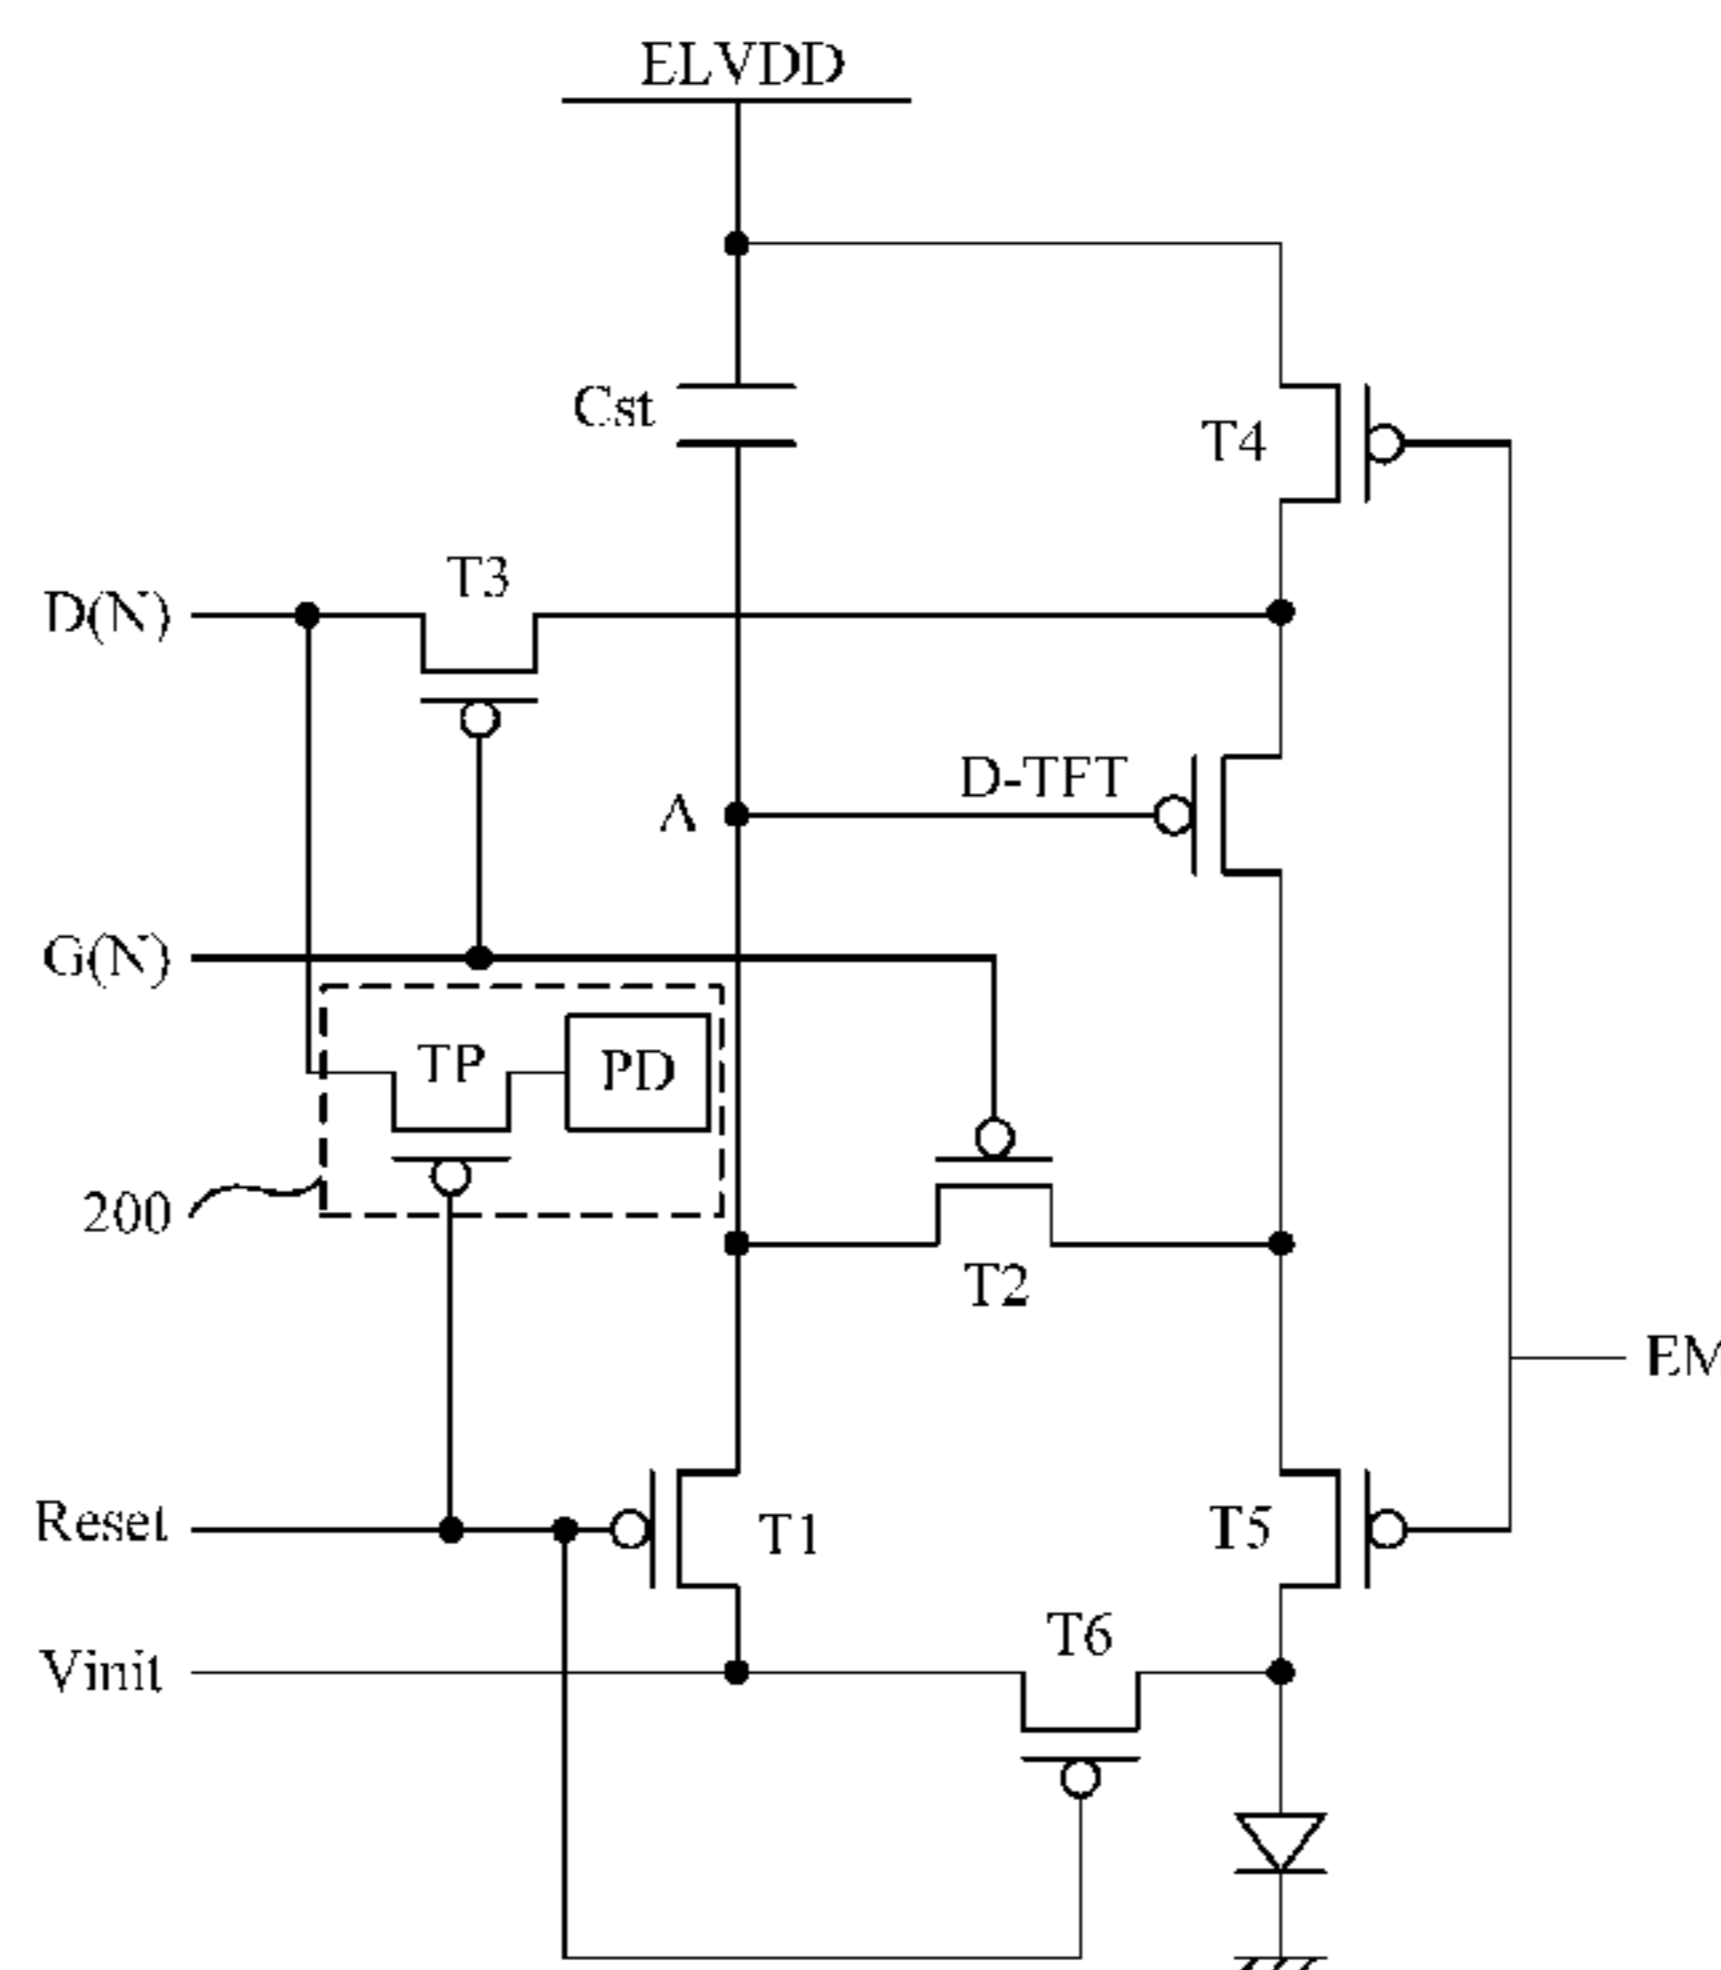 ELVDD
Cst
T4
T3
D(N)
D-TFT
A
G(N)
TP
PD
200
T2
EM
Reset
T1
T5
T6
Vinit